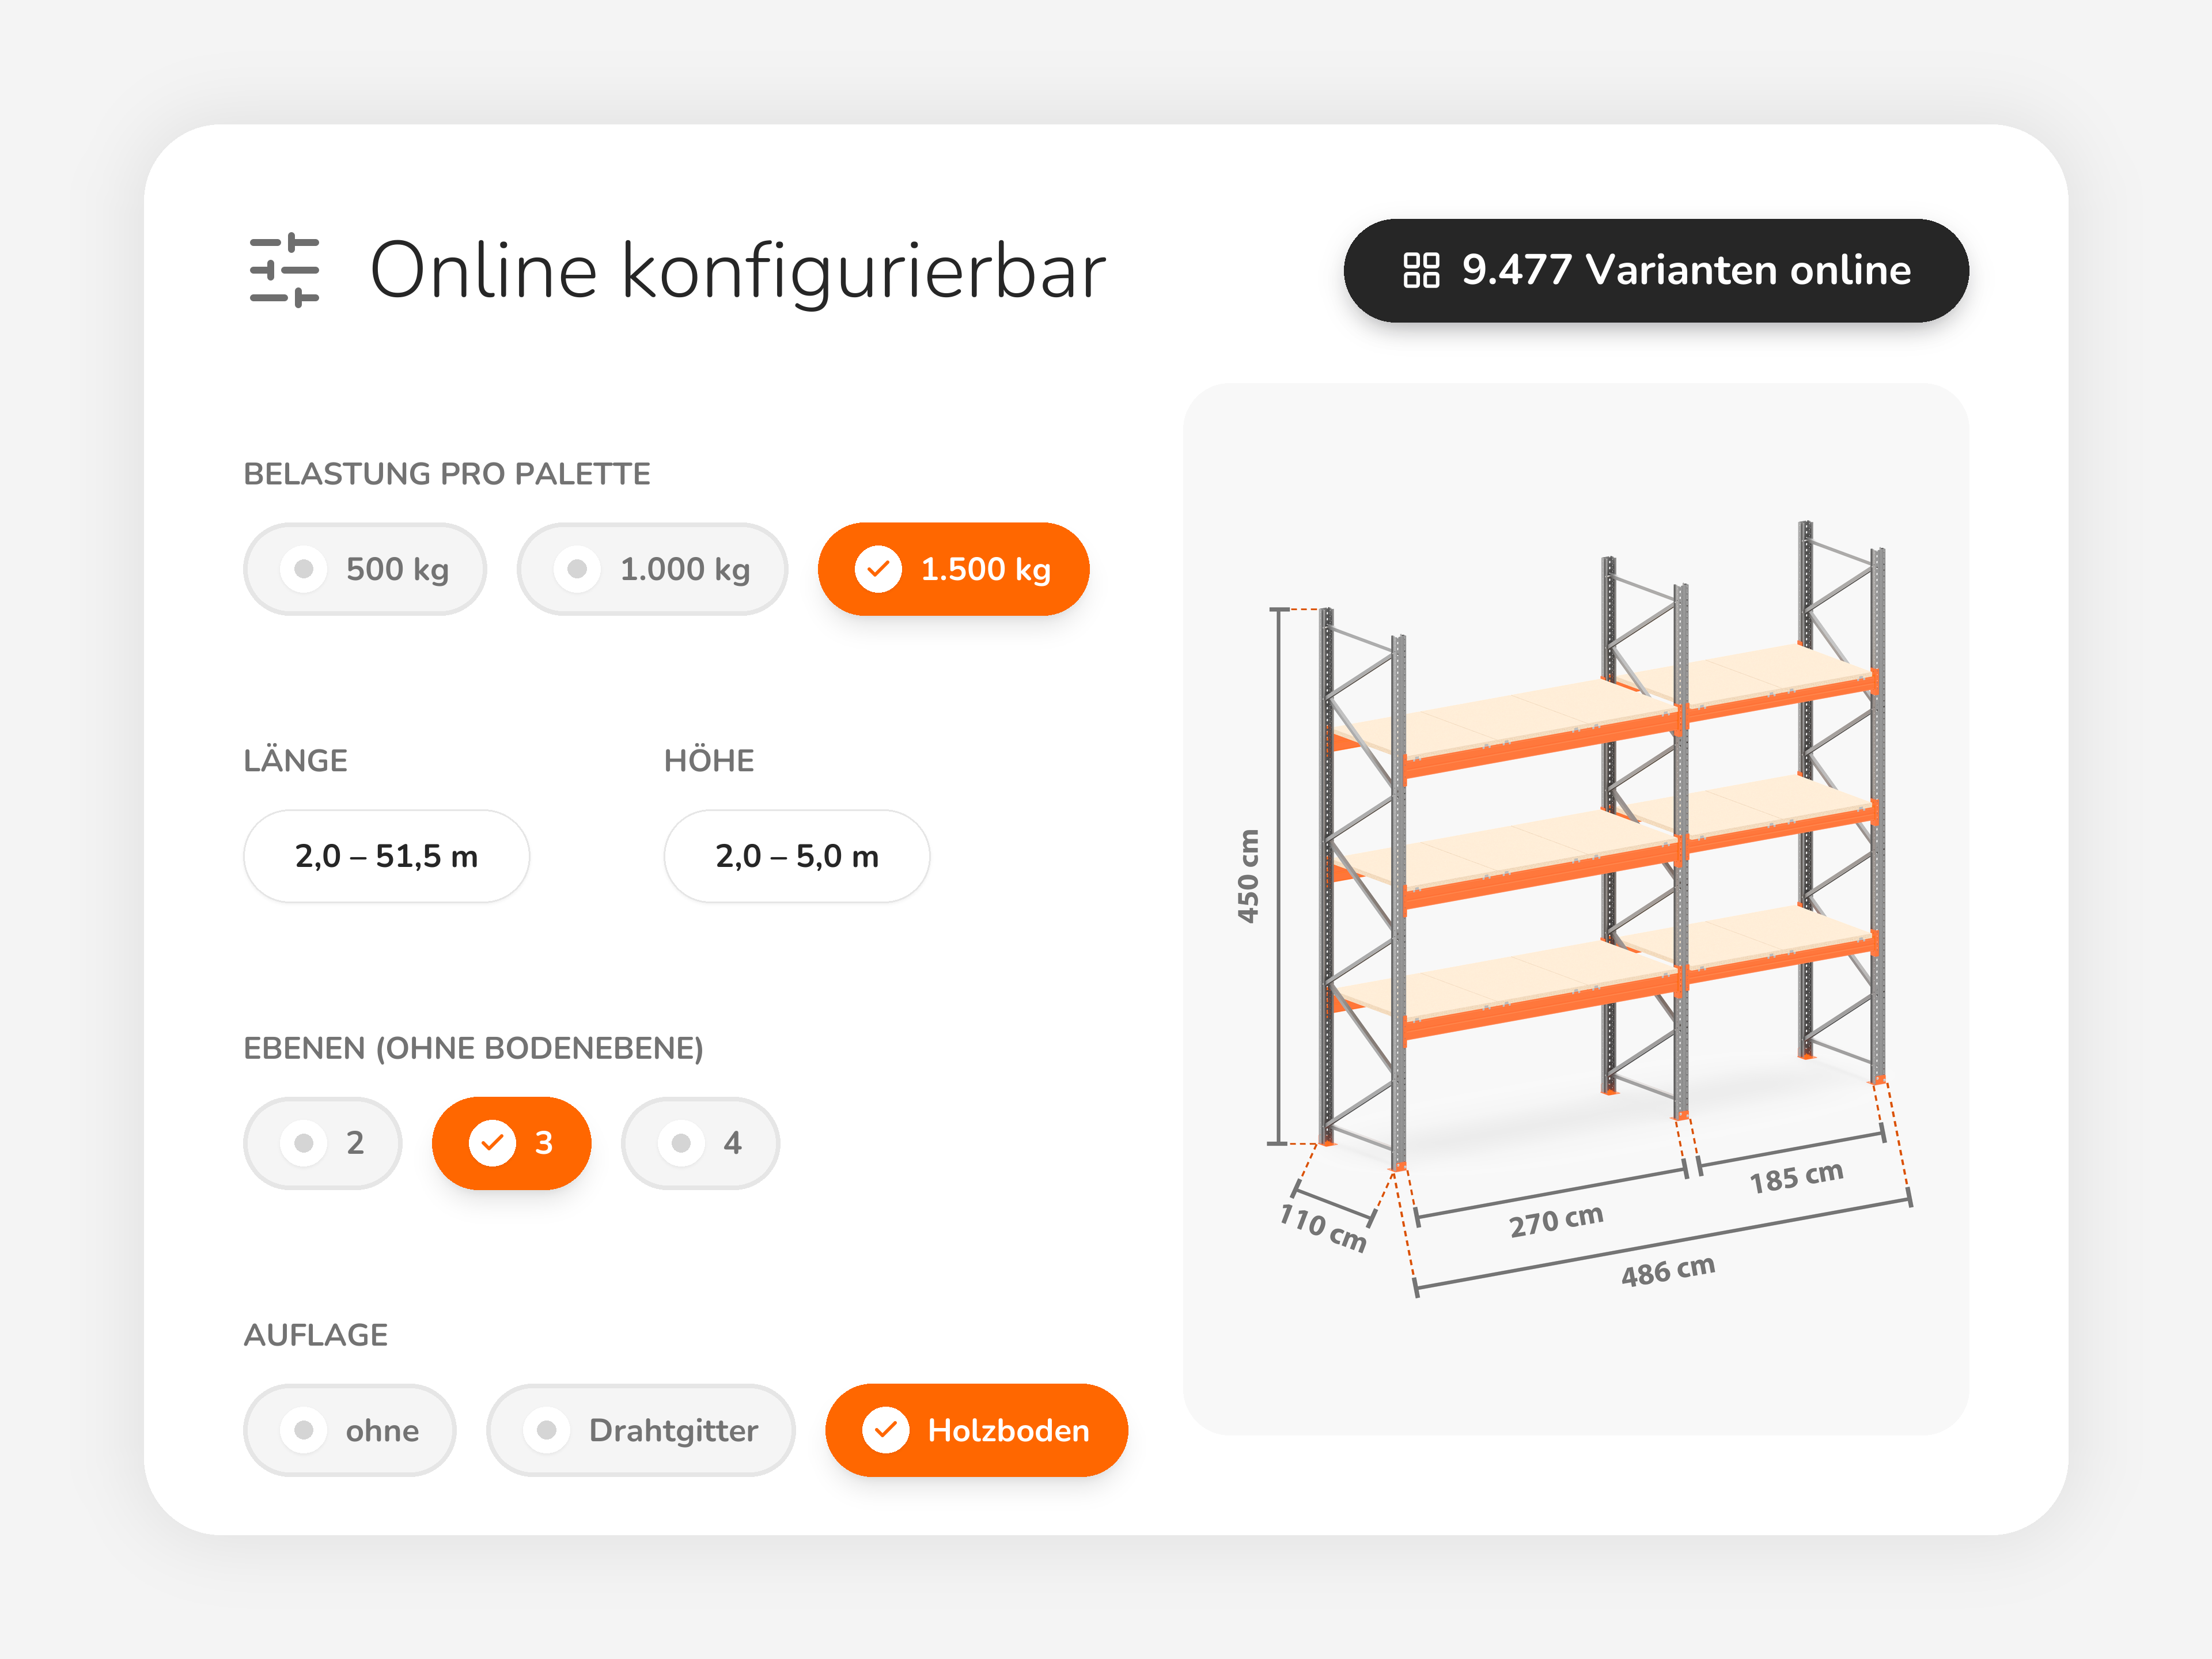 Online konfigurierbar
9.477 Varianten online
BELASTUNG PRO PALETTE
500 kg
1.000 kg
1.500 kg
LÄNGE
HÖHE
2,0 – 51,5 m
2,0 – 5,0 m
EBENEN (OHNE BODENEBENE)
2
3
4
AUFLAGE
ohne
Drahtgitter
Holzboden
450 cm
110 cm
270 cm
185 cm
486 cm